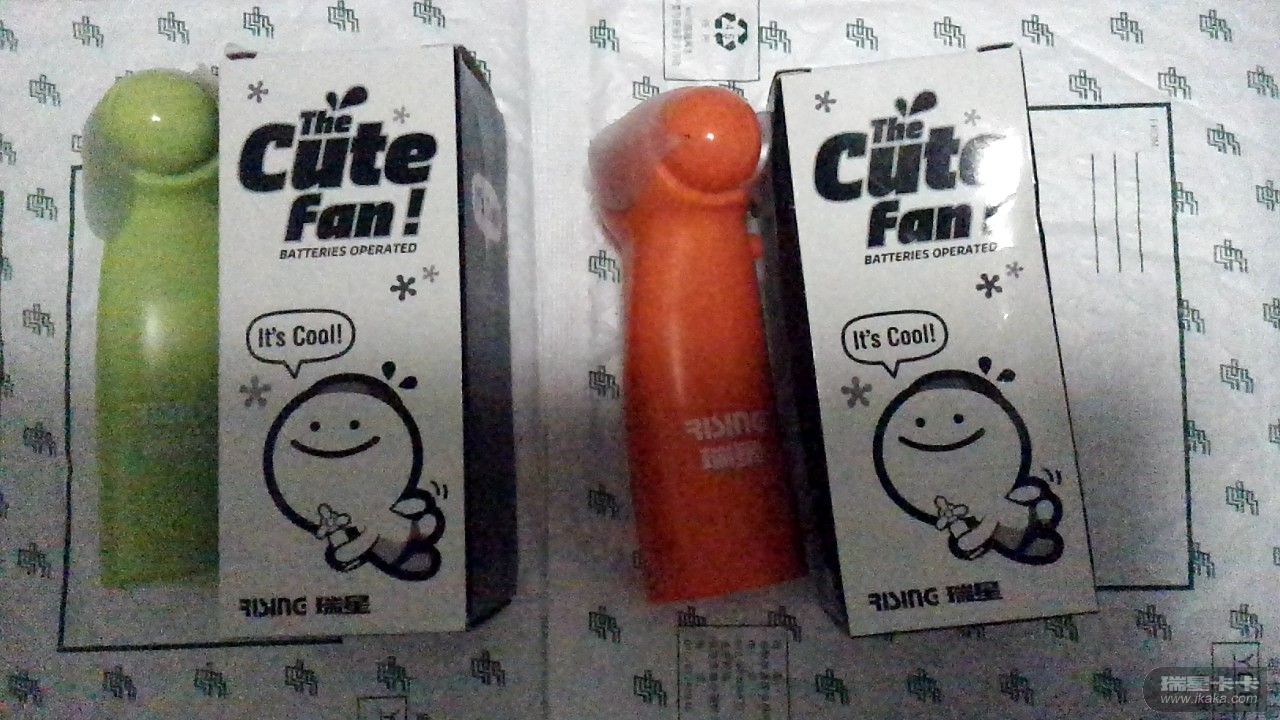 The
Cute
Fan!
BATTERIES OPERATED
It's Cool!
RISING 瑞星
RISING
瑞星
The
Cute
Fan!
BATTERIES OPERATED
It's Cool!
RISING 瑞星
瑞星卡卡
www.ikaka.com